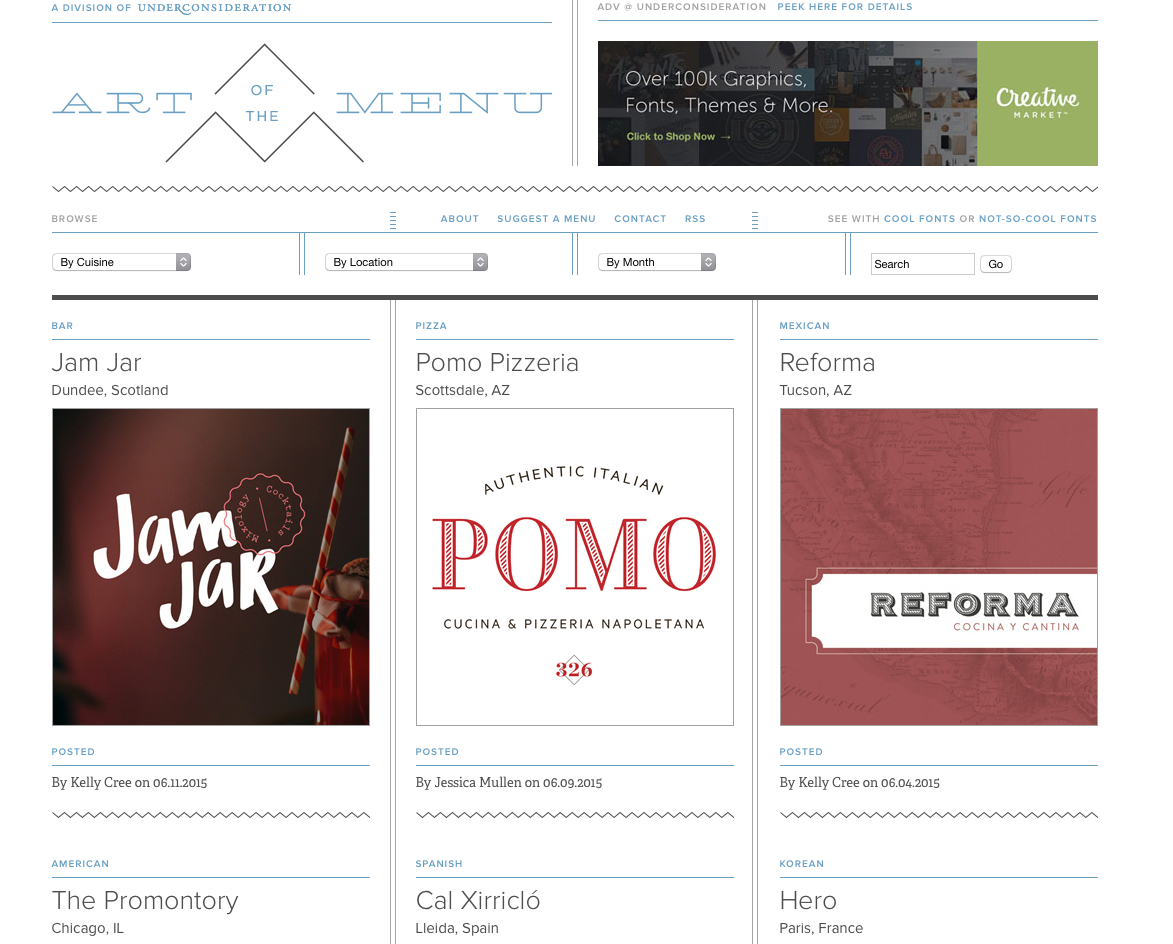 A DIVISION OF UNDERCONSIDERATION
ART OF THE MENU
ADV @ UNDERCONSIDERATION PEEK HERE FOR DETAILS
Over 100k Graphics,
Fonts, Themes & More.
Click to Shop Now →
Creative
MARKET™
BROWSE
ABOUT SUGGEST A MENU CONTACT RSS
SEE WITH COOL FONTS OR NOT-SO-COOL FONTS
By Cuisine
By Location
By Month
Search
Go
BAR
Jam Jar
Dundee, Scotland
Jam
Jar
Cocktails • Mixology •
POSTED
By Kelly Cree on 06.11.2015
PIZZA
Pomo Pizzeria
Scottsdale, AZ
AUTHENTIC ITALIAN
POMO
CUCINA & PIZZERIA NAPOLETANA
326
POSTED
By Jessica Mullen on 06.09.2015
MEXICAN
Reforma
Tucson, AZ
Golfo
REFORMA
COCINA Y CANTINA
POSTED
By Kelly Cree on 06.04.2015
AMERICAN
The Promontory
Chicago, IL
SPANISH
Cal Xirricló
Lleida, Spain
KOREAN
Hero
Paris, France